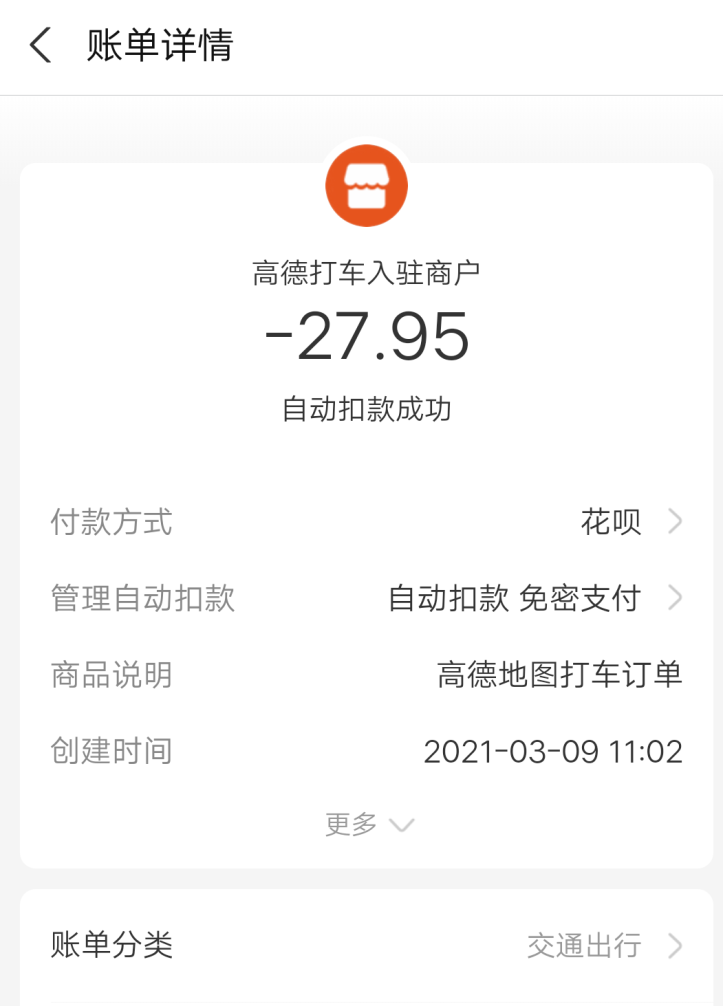 账单详情
高德打车入驻商户
-27.95
自动扣款成功
付款方式 花呗
管理自动扣款 自动扣款 免密支付
商品说明 高德地图打车订单
创建时间 2021-03-09 11:02
更多
账单分类 交通出行